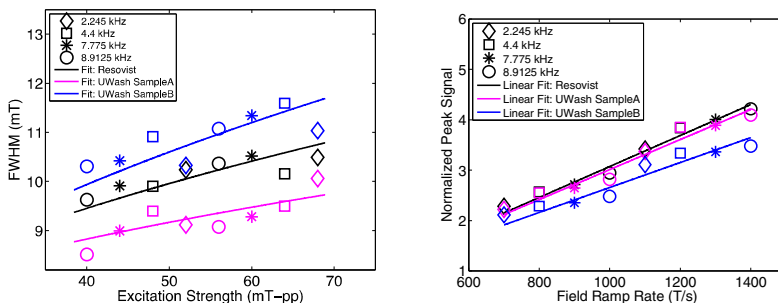 13
12
11
10
9
FWHM (mT)
2.245 kHz
4.4 kHz
7.775 kHz
8.9125 kHz
Fit: Resovist
Fit: UWash SampleA
Fit: UWash SampleB
40 50 60 70
Excitation Strength (mT-pp)
6
5
4
3
2
1
Normalized Peak Signal
2.245 kHz
4.4 kHz
7.775 kHz
8.9125 kHz
Linear Fit: Resovist
Linear Fit: UWash SampleA
Linear Fit: UWash SampleB
600 800 1000 1200 1400
Field Ramp Rate (T/s)